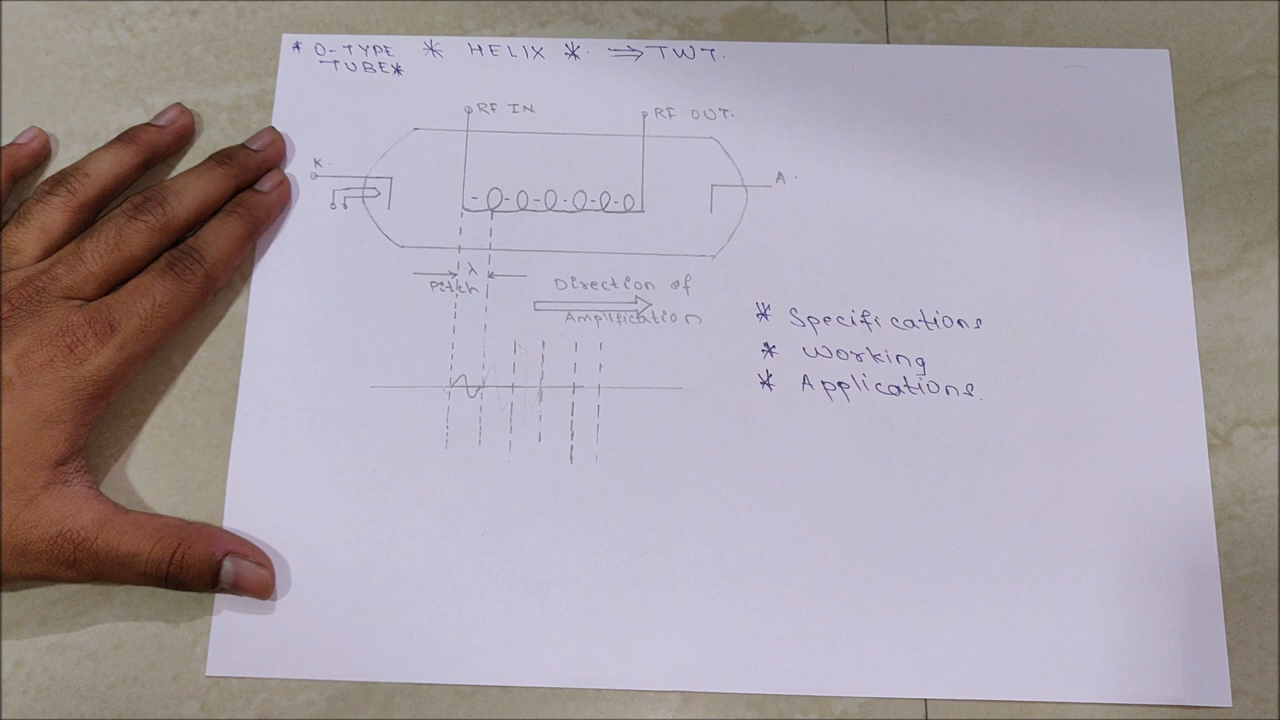 * O-TYPE * HELIX * ⇒ TWT.
TUBE*
RF IN
RF OUT.
K.
A.
λ
Pitch
Direction of
Amplification
* Specifications
* Working
* Applications.